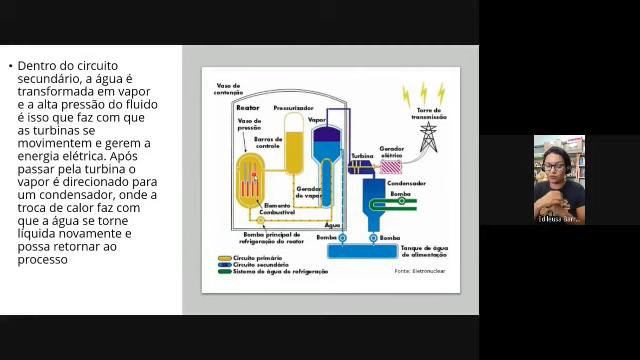 • Dentro do circuito
secundário, a água é
transformada em vapor
e a alta pressão do fluido
é isso que faz com que
as turbinas se
movimentem e gerem a
energia elétrica. Após
passar pela turbina o
vapor é direcionado para
um condensador, onde a
troca de calor faz com
que a água se torne
líquida novamente e
possa retornar ao
processo
Vaso de
contenção
Reator
Pressurizador
Vapor
Torre de
transmissão
Vaso de
pressão
Barras de
controle
Turbina
Gerador
elétrico
Condensador
Gerador
de vapor
Elemento
Combustível
Água
Bomba principal de
refrigeração do reator
Bomba
Bomba
Tanque de água
de alimentação
Circuito primário
Circuito secundário
Sistema de água de refrigeração
Fonte: Eletronuclear